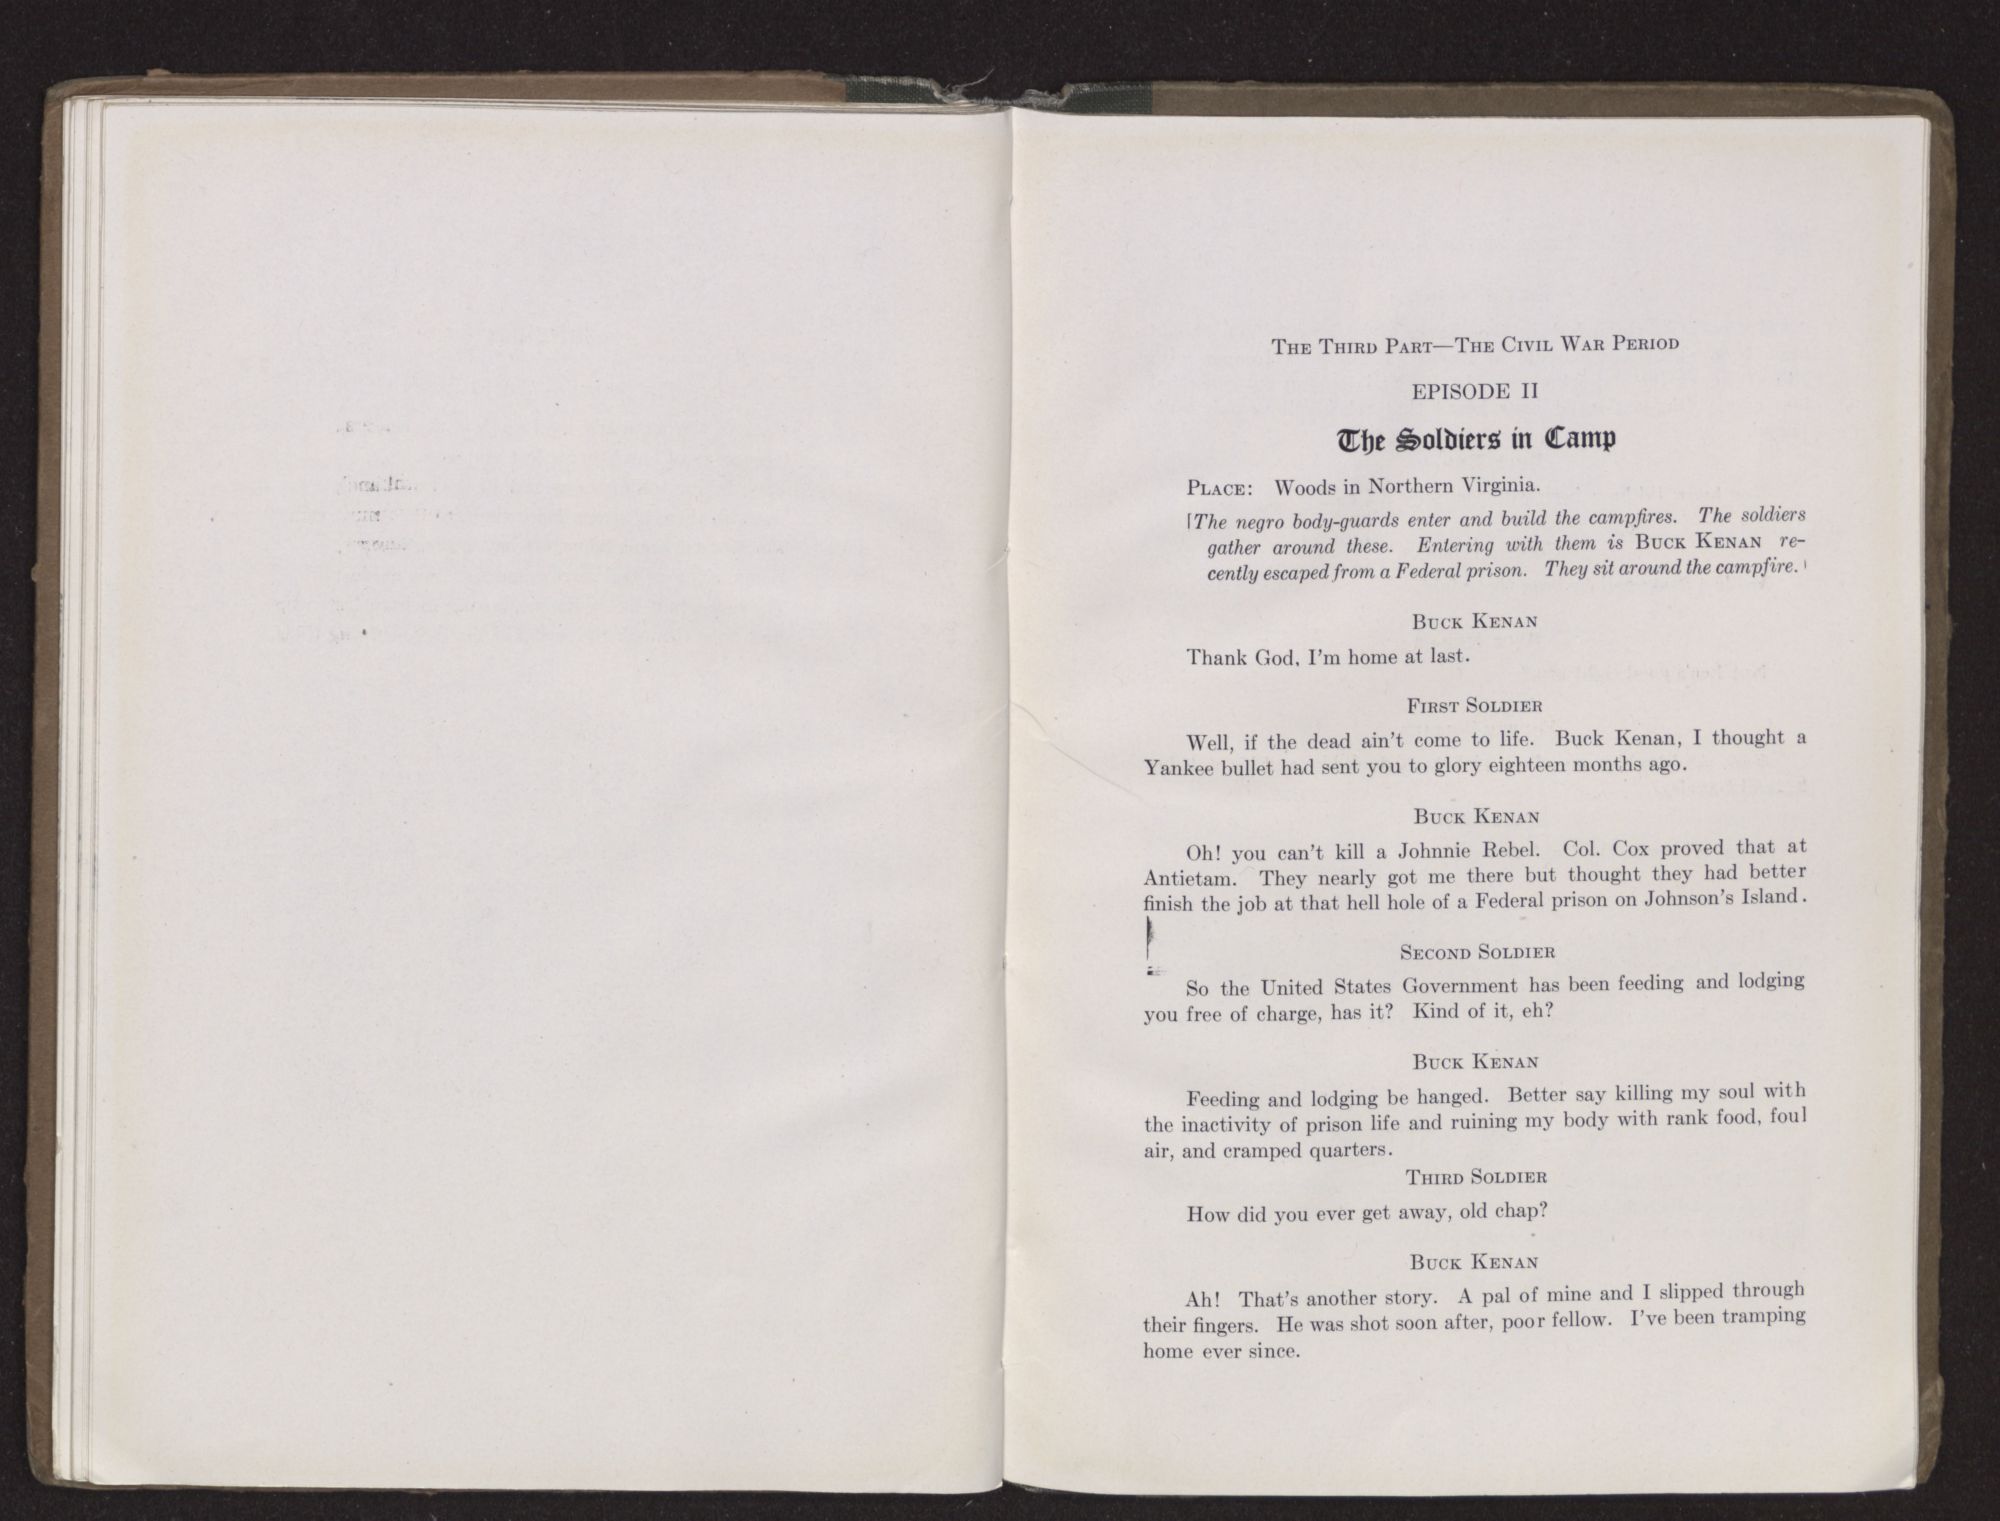 The Third Part—The Civil War Period
EPISODE II
The Soldiers in Camp
Place: Woods in Northern Virginia.
[The negro body-guards enter and build the campfires. The soldiers
gather around these. Entering with them is Buck Kenan re-
cently escaped from a Federal prison. They sit around the campfire.]
Buck Kenan
Thank God, I'm home at last.
First Soldier
Well, if the dead ain't come to life. Buck Kenan, I thought a
Yankee bullet had sent you to glory eighteen months ago.
Buck Kenan
Oh! you can't kill a Johnnie Rebel. Col. Cox proved that at
Antietam. They nearly got me there but thought they had better
finish the job at that hell hole of a Federal prison on Johnson's Island.
Second Soldier
So the United States Government has been feeding and lodging
you free of charge, has it? Kind of it, eh?
Buck Kenan
Feeding and lodging be hanged. Better say killing my soul with
the inactivity of prison life and ruining my body with rank food, foul
air, and cramped quarters.
Third Soldier
How did you ever get away, old chap?
Buck Kenan
Ah! That's another story. A pal of mine and I slipped through
their fingers. He was shot soon after, poor fellow. I've been tramping
home ever since.